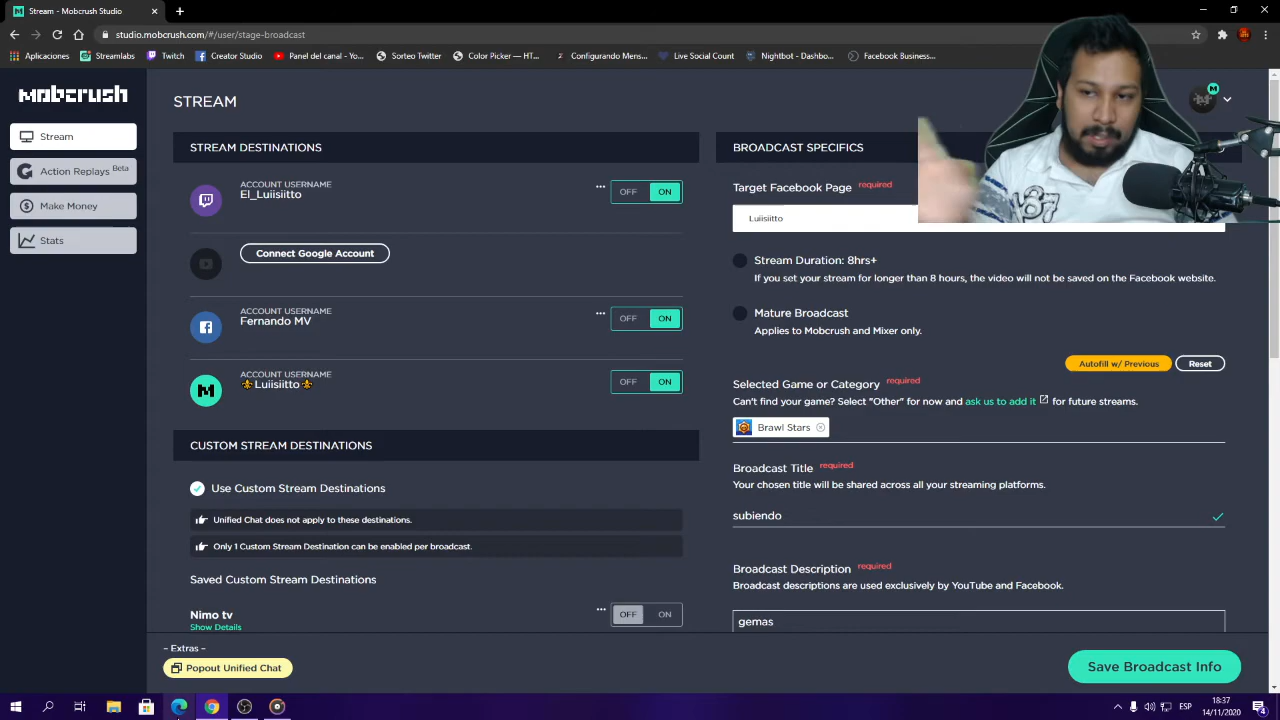 Stream - Mobcrush Studio
studio.mobcrush.com/user/stage-broadcast
Aplicaciones
Streamlabs
Twitch
Creator Studio
Panel del canal - Yo...
Sorteo Twitter
Color Picker — HT...
Configurando Mens...
Live Social Count
Nightbot - Dashbo...
Facebook Business...
MOBCRUSH
Stream
Action Replays Beta
Make Money
Stats
STREAM
STREAM DESTINATIONS
ACCOUNT USERNAME
El_Luiisiitto
OFF ON
Connect Google Account
ACCOUNT USERNAME
Fernando MV
OFF ON
ACCOUNT USERNAME
⚜Luiisiitto⚜
OFF ON
CUSTOM STREAM DESTINATIONS
Use Custom Stream Destinations
Unified Chat does not apply to these destinations.
Only 1 Custom Stream Destination can be enabled per broadcast.
Saved Custom Stream Destinations
Nimo tv
Show Details
OFF ON
BROADCAST SPECIFICS
Target Facebook Page required
Luiisiitto
Stream Duration: 8hrs+
If you set your stream for longer than 8 hours, the video will not be saved on the Facebook website.
Mature Broadcast
Applies to Mobcrush and Mixer only.
Autofill w/ Previous
Reset
Selected Game or Category required
Can't find your game? Select "Other" for now and ask us to add it for future streams.
Brawl Stars
Broadcast Title required
Your chosen title will be shared across all your streaming platforms.
subiendo
Broadcast Description required
Broadcast descriptions are used exclusively by YouTube and Facebook.
gemas
– Extras –
Popout Unified Chat
Save Broadcast Info
ESP
18:37
14/11/2020
4